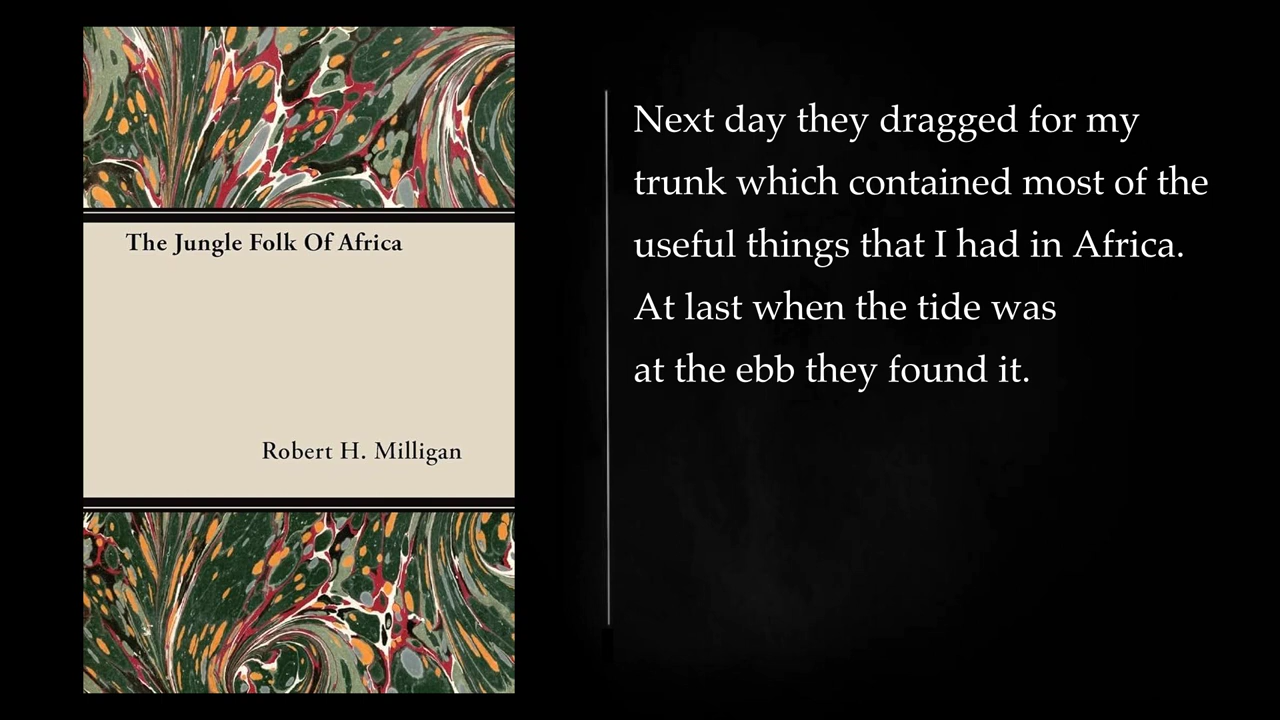 The Jungle Folk Of Africa
Robert H. Milligan
Next day they dragged for my
trunk which contained most of the
useful things that I had in Africa.
At last when the tide was
at the ebb they found it.